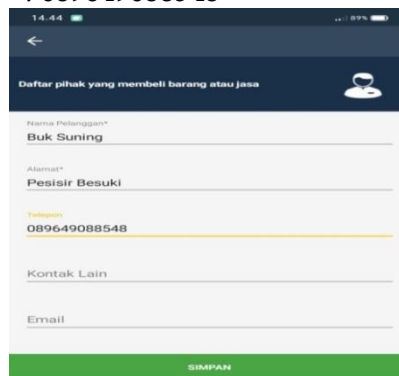 14.44
89%
Daftar pihak yang membeli barang atau jasa
Nama Pelanggan*
Buk Suning
Alamat*
Pesisir Besuki
Telepon
089649088548
Kontak Lain
Email
SIMPAN